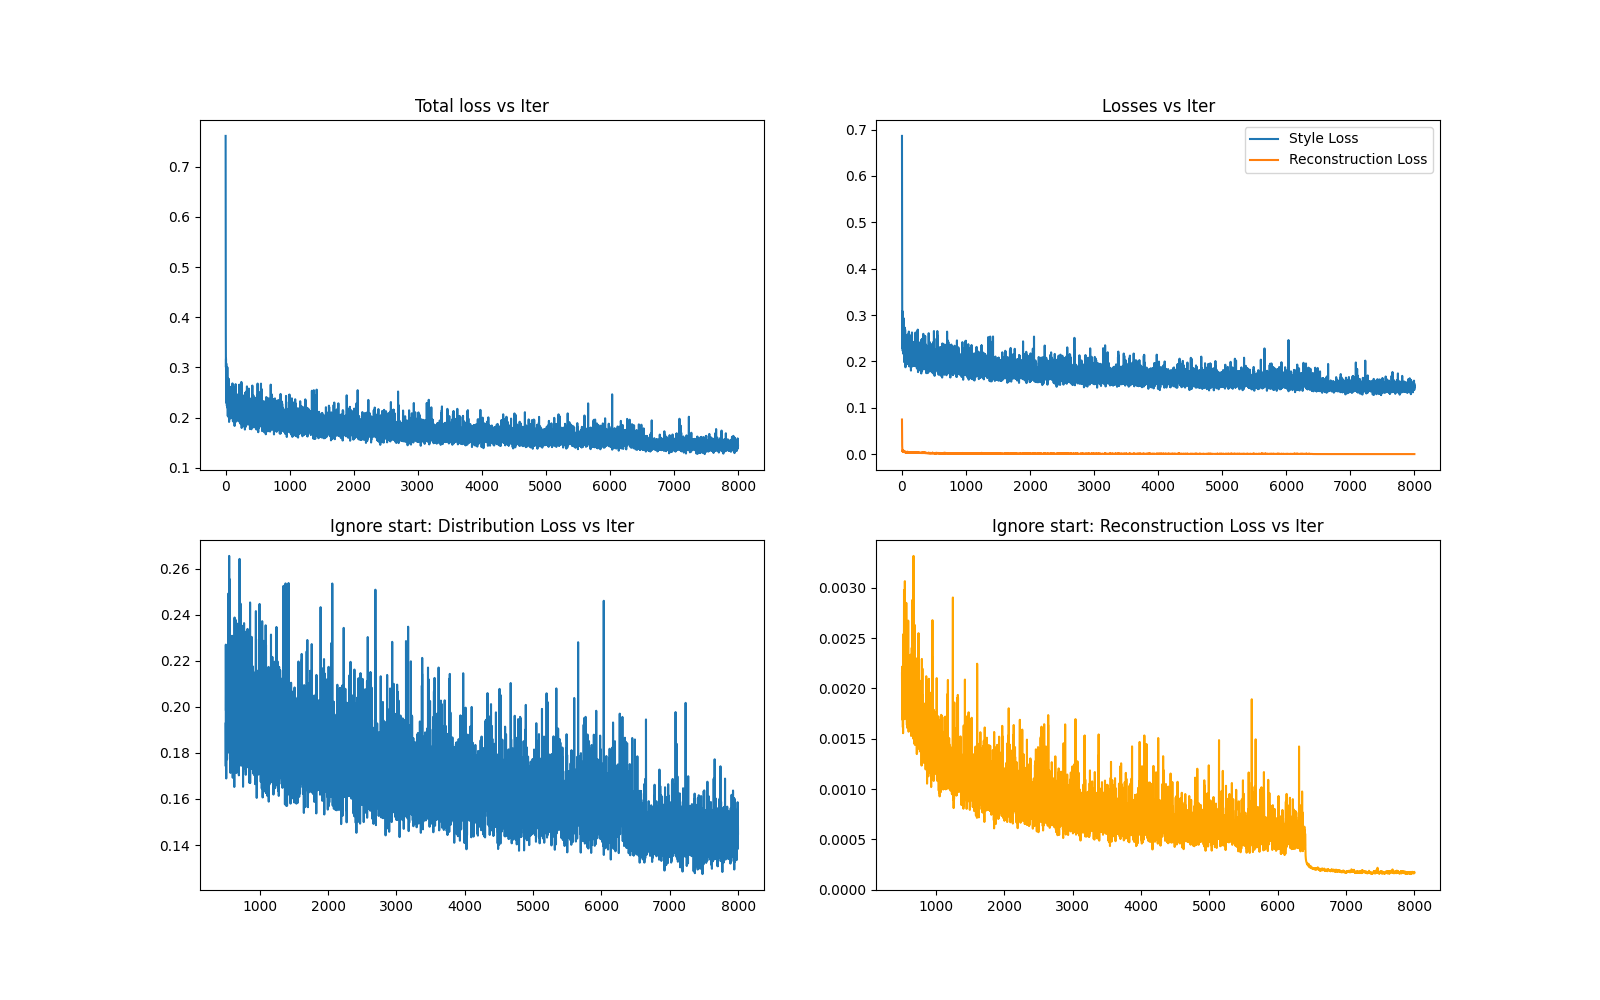 Total loss vs Iter
0.7
0.6
0.5
0.4
0.3
0.2
0.1
0 1000 2000 3000 4000 5000 6000 7000 8000
Losses vs Iter
Style Loss
Reconstruction Loss
0.7
0.6
0.5
0.4
0.3
0.2
0.1
0.0
0 1000 2000 3000 4000 5000 6000 7000 8000
Ignore start: Distribution Loss vs Iter
0.26
0.24
0.22
0.20
0.18
0.16
0.14
1000 2000 3000 4000 5000 6000 7000 8000
Ignore start: Reconstruction Loss vs Iter
0.0030
0.0025
0.0020
0.0015
0.0010
0.0005
0.0000
1000 2000 3000 4000 5000 6000 7000 8000